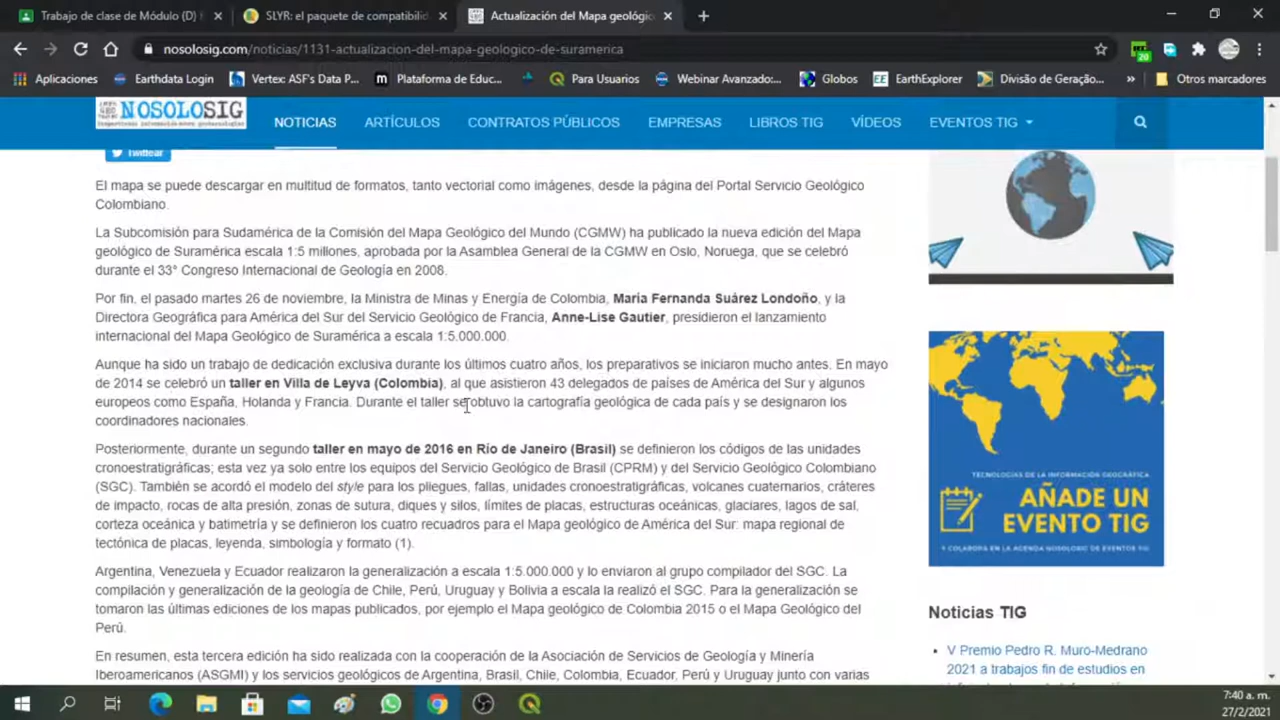 Trabajo de clase de Módulo (D)
SLYR: el paquete de compatibilid
Actualización del Mapa geológic
nosolosig.com/noticias/1131-actualizacion-del-mapa-geologico-de-suramerica
20
Aplicaciones
Earthdata Login
Vertex: ASF's Data P...
Plataforma de Educ...
Para Usuarios
Webinar Avanzado:...
Globos
EE
EarthExplorer
Divisão de Geração...
»
Otros marcadores
NOSOLOSIG
NOTICIAS
ARTÍCULOS
CONTRATOS PÚBLICOS
EMPRESAS
LIBROS TIG
VÍDEOS
EVENTOS TIG
Twittear
El mapa se puede descargar en multitud de formatos, tanto vectorial como imágenes, desde la página del Portal Servicio Geológico
Colombiano.
La Subcomisión para Sudamérica de la Comisión del Mapa Geológico del Mundo (CGMW) ha publicado la nueva edición del Mapa
geológico de Suramérica escala 1:5 millones, aprobada por la Asamblea General de la CGMW en Oslo, Noruega, que se celebró
durante el 33° Congreso Internacional de Geología en 2008.
Por fin, el pasado martes 26 de noviembre, la Ministra de Minas y Energía de Colombia, María Fernanda Suárez Londoño, y la
Directora Geográfica para América del Sur del Servicio Geológico de Francia, Anne-Lise Gautier, presidieron el lanzamiento
internacional del Mapa Geológico de Suramérica a escala 1:5.000.000.
Aunque ha sido un trabajo de dedicación exclusiva durante los últimos cuatro años, los preparativos se iniciaron mucho antes. En mayo
de 2014 se celebró un taller en Villa de Leyva (Colombia), al que asistieron 43 delegados de países de América del Sur y algunos
europeos como España, Holanda y Francia. Durante el taller se obtuvo la cartografía geológica de cada país y se designaron los
coordinadores nacionales.
Posteriormente, durante un segundo taller en mayo de 2016 en Río de Janeiro (Brasil) se definieron los códigos de las unidades
cronoestratigráficas; esta vez ya solo entre los equipos del Servicio Geológico de Brasil (CPRM) y del Servicio Geológico Colombiano
(SGC). También se acordó el modelo del style para los pliegues, fallas, unidades cronoestratigráficas, volcanes cuaternarios, cráteres
de impacto, rocas de alta presión, zonas de sutura, diques y silos, límites de placas, estructuras oceánicas, glaciares, lagos de sal,
corteza oceánica y batimetría y se definieron los cuatro recuadros para el Mapa geológico de América del Sur: mapa regional de
tectónica de placas, leyenda, simbología y formato (1).
Argentina, Venezuela y Ecuador realizaron la generalización a escala 1:5.000.000 y lo enviaron al grupo compilador del SGC. La
compilación y generalización de la geología de Chile, Perú, Uruguay y Bolivia a escala la realizó el SGC. Para la generalización se
tomaron las últimas ediciones de los mapas publicados, por ejemplo el Mapa geológico de Colombia 2015 o el Mapa Geológico del
Perú.
En resumen, esta tercera edición ha sido realizada con la cooperación de la Asociación de Servicios de Geología y Minería
Iberoamericanos (ASGMI) y los servicios geológicos de Argentina, Brasil, Chile, Colombia, Ecuador, Perú y Uruguay junto con varias
TECNOLOGÍAS DE LA INFORMACIÓN GEOGRÁFICA
AÑADE UN
EVENTO TIG
Y COLABORA EN LA AGENDA NOSOLOSIG DE EVENTOS TIG
Noticias TIG
V Premio Pedro R. Muro-Medrano
2021 a trabajos fin de estudios en
7:40 a. m.
27/2/2021